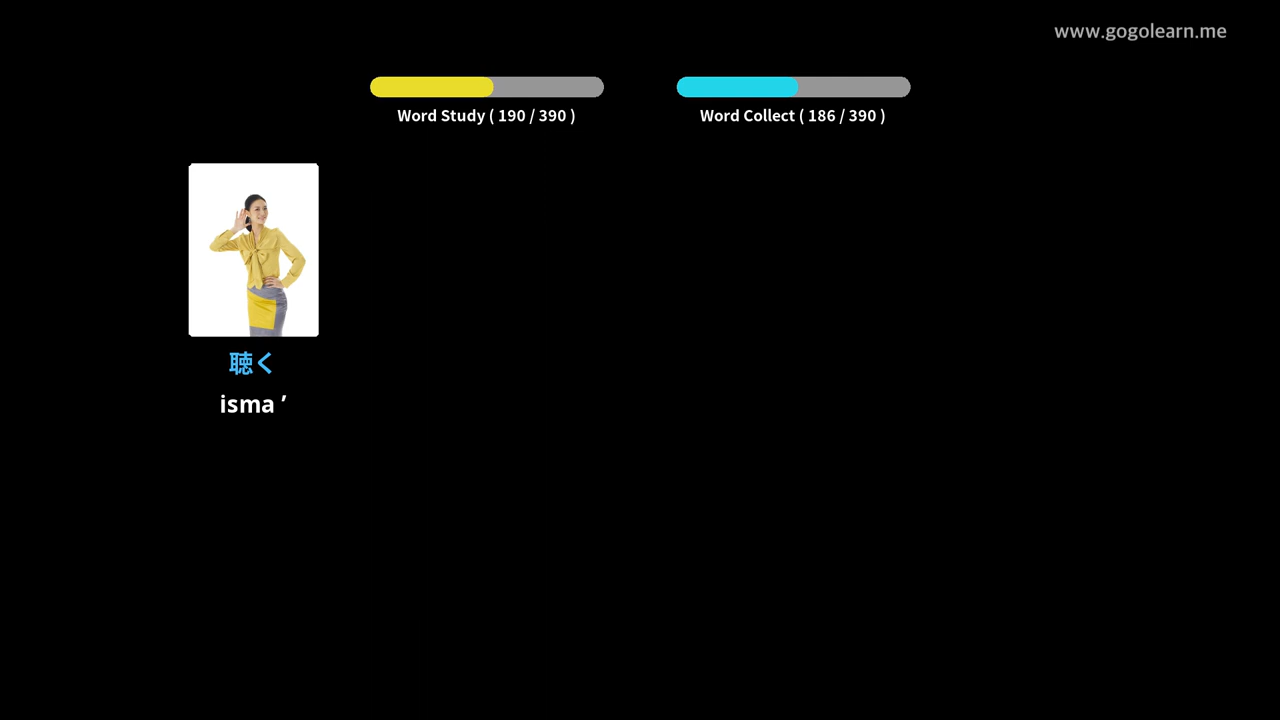 www.gogolearn.me
Word Study ( 190 / 390 )
Word Collect ( 186 / 390 )
聴く
isma ′